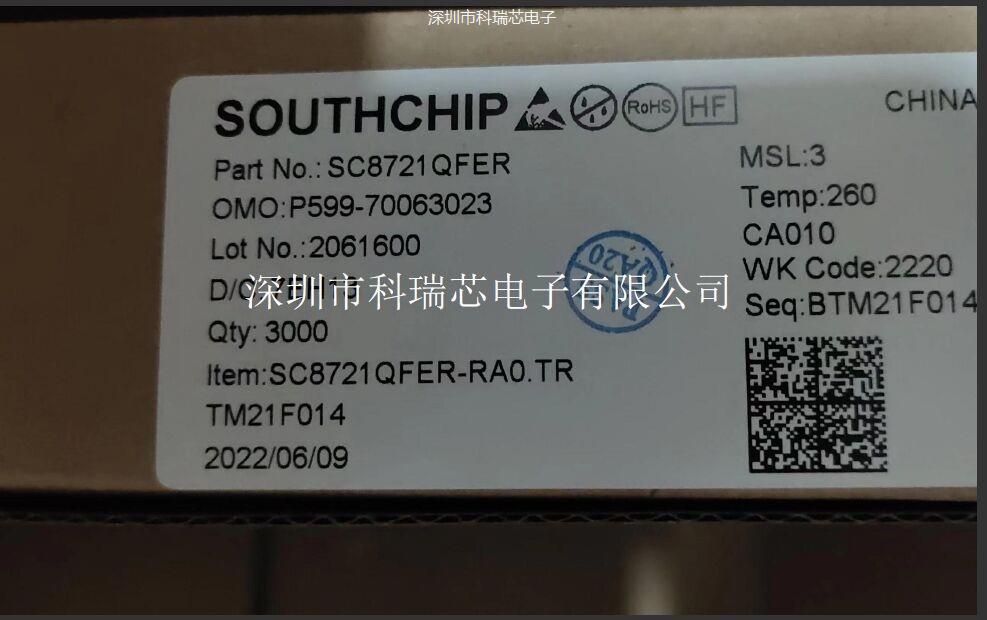 深圳市科瑞芯电子
SOUTHCHIP RoHS HF CHINA
Part No.: SC8721QFER
OMO:P599-70063023
Lot No.:2061600
D/C
深圳市科瑞芯电子有限公司
Qty: 3000
Item:SC8721QFER-RA0.TR
TM21F014
2022/06/09
MSL:3
Temp:260
CA010
WK Code:2220
Seq:BTM21F014
QA20